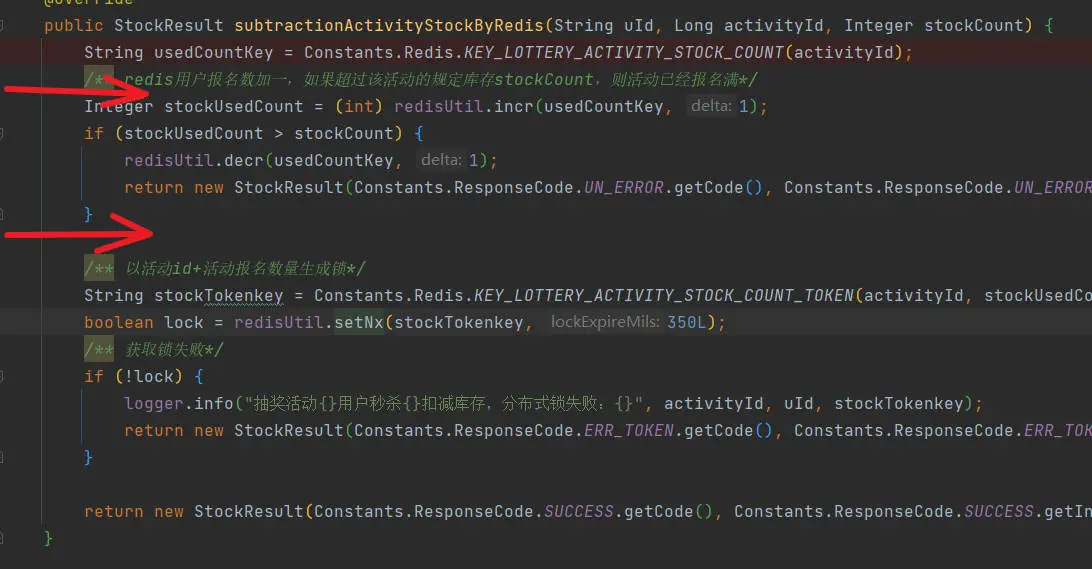 @Override
public StockResult subtractionActivityStockByRedis(String uId, Long activityId, Integer stockCount) {
String usedCountKey = Constants.Redis.KEY_LOTTERY_ACTIVITY_STOCK_COUNT(activityId);
/** redis用户报名数加一，如果超过该活动的规定库存stockCount，则活动已经报名满*/
Integer stockUsedCount = (int) redisUtil.incr(usedCountKey, delta: 1);
if (stockUsedCount > stockCount) {
redisUtil.decr(usedCountKey, delta: 1);
return new StockResult(Constants.ResponseCode.UN_ERROR.getCode(), Constants.ResponseCode.UN_ERROR
}
/** 以活动id+活动报名数量生成锁*/
String stockTokenkey = Constants.Redis.KEY_LOTTERY_ACTIVITY_STOCK_COUNT_TOKEN(activityId, stockUsedCo
boolean lock = redisUtil.setNx(stockTokenkey, lockExpireMils: 350L);
/** 获取锁失败*/
if (!lock) {
logger.info("抽奖活动{}用户秒杀{}扣减库存，分布式锁失败：{}", activityId, uId, stockTokenkey);
return new StockResult(Constants.ResponseCode.ERR_TOKEN.getCode(), Constants.ResponseCode.ERR_TOK
}
return new StockResult(Constants.ResponseCode.SUCCESS.getCode(), Constants.ResponseCode.SUCCESS.getIn
}